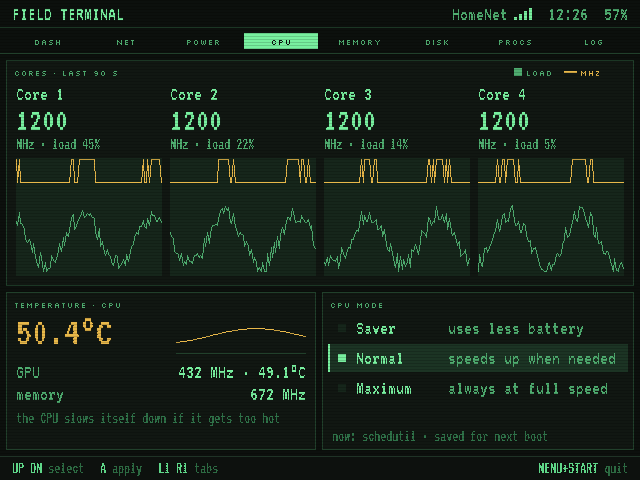 FIELD TERMINAL
HomeNet 12:26 57%
DASH NET POWER CPU MEMORY DISK PROCS LOG
CORES · LAST 90 S
LOAD MHZ
Core 1 Core 2 Core 3 Core 4
1200 1200 1200 1200
MHz · load 45% MHz · load 22% MHz · load 14% MHz · load 5%
TEMPERATURE · CPU
50.4°C
GPU 432 MHz · 49.1°C
memory 672 MHz
the CPU slows itself down if it gets too hot
CPU MODE
Saver uses less battery
Normal speeds up when needed
Maximum always at full speed
now: schedutil · saved for next boot
UP DN select A apply L1 R1 tabs
MENU+START quit